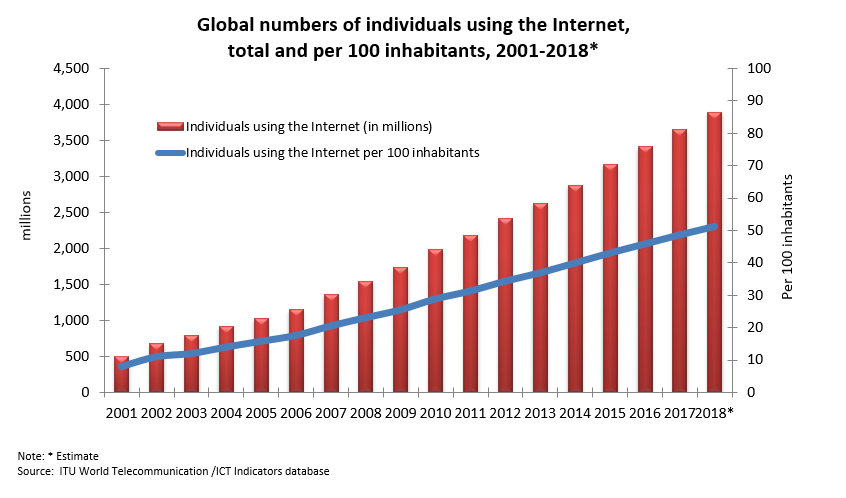 Global numbers of individuals using the Internet,
total and per 100 inhabitants, 2001-2018*
4,500
4,000
3,500
3,000
2,500
2,000
1,500
1,000
500
0
millions
Individuals using the Internet (in millions)
Individuals using the Internet per 100 inhabitants
100
90
80
70
60
50
40
30
20
10
0
Per 100 inhabitants
2001 2002 2003 2004 2005 2006 2007 2008 2009 2010 2011 2012 2013 2014 2015 2016 2017 2018*
Note: * Estimate
Source: ITU World Telecommunication /ICT Indicators database